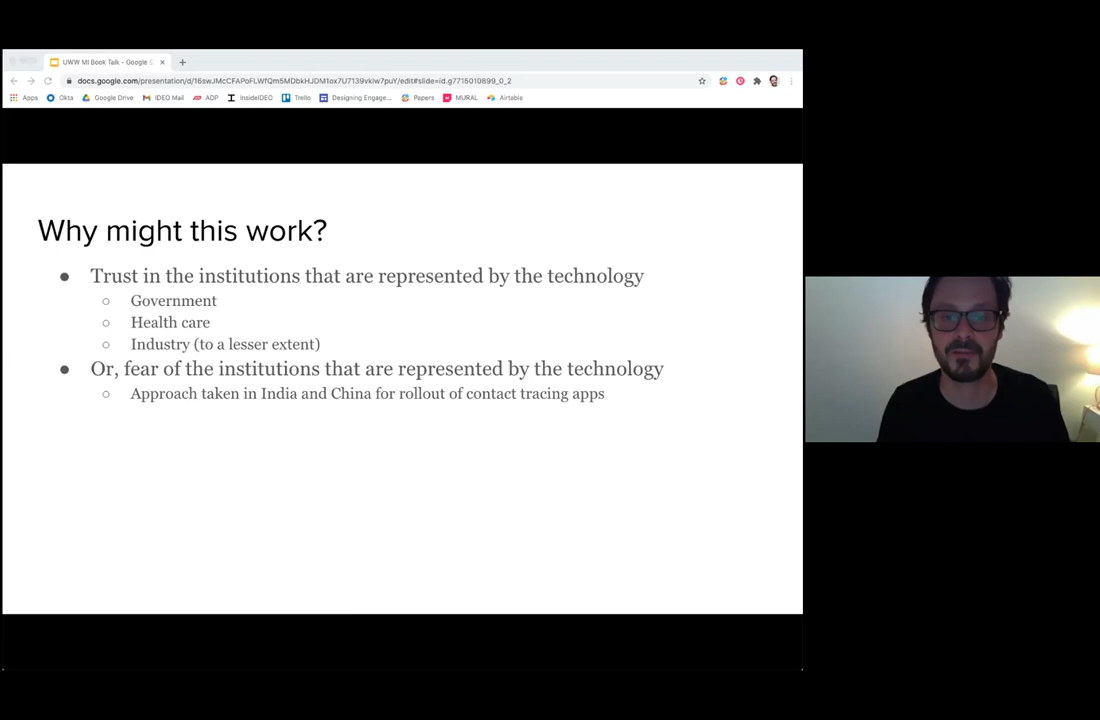 UWW MI Book Talk - Google S
docs.google.com/presentation/d/16swJMcCFAPoFLWfQm5MDbkHJDM1ox7U7139vkiw7puY/edit#slide=id.g7715010899_0_2
Apps Okta Google Drive IDEO Mail ADP InsideIDEO Trello Designing Engage... Papers MURAL Airtable
Why might this work?
● Trust in the institutions that are represented by the technology
○ Government
○ Health care
○ Industry (to a lesser extent)
● Or, fear of the institutions that are represented by the technology
○ Approach taken in India and China for rollout of contact tracing apps